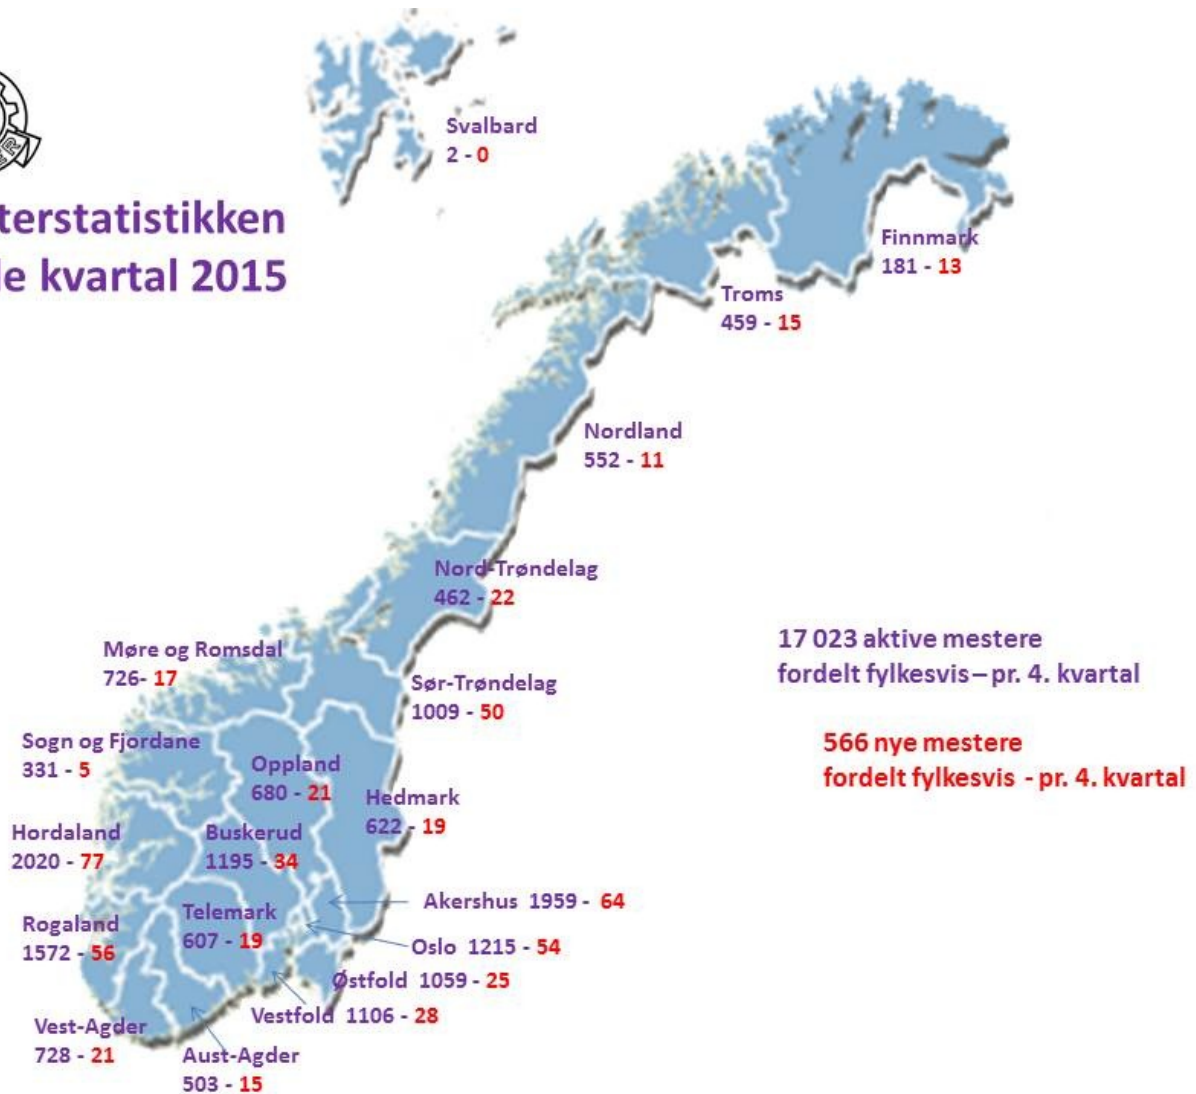 terstatistikken
de kvartal 2015
Svalbard
2 - 0
Finnmark
181 - 13
Troms
459 - 15
Nordland
552 - 11
Nord-Trøndelag
462 - 22
Møre og Romsdal
726- 17
Sør-Trøndelag
1009 - 50
17 023 aktive mestere
fordelt fylkesvis – pr. 4. kvartal
566 nye mestere
fordelt fylkesvis - pr. 4. kvartal
Sogn og Fjordane
331 - 5
Oppland
680 - 21
Hedmark
622 - 19
Hordaland
2020 - 77
Buskerud
1195 - 34
Akershus 1959 - 64
Telemark
607 - 19
Rogaland
1572 - 56
Oslo 1215 - 54
Østfold 1059 - 25
Vestfold 1106 - 28
Vest-Agder
728 - 21
Aust-Agder
503 - 15